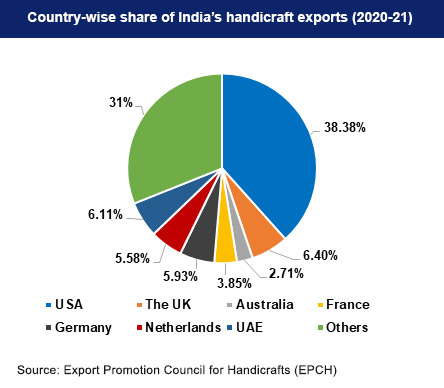 Country-wise share of India's handicraft exports (2020-21)
31%
38.38%
6.11%
6.40%
5.58%
2.71%
5.93%
3.85%
USA The UK Australia France
Germany Netherlands UAE Others
Source: Export Promotion Council for Handicrafts (EPCH)